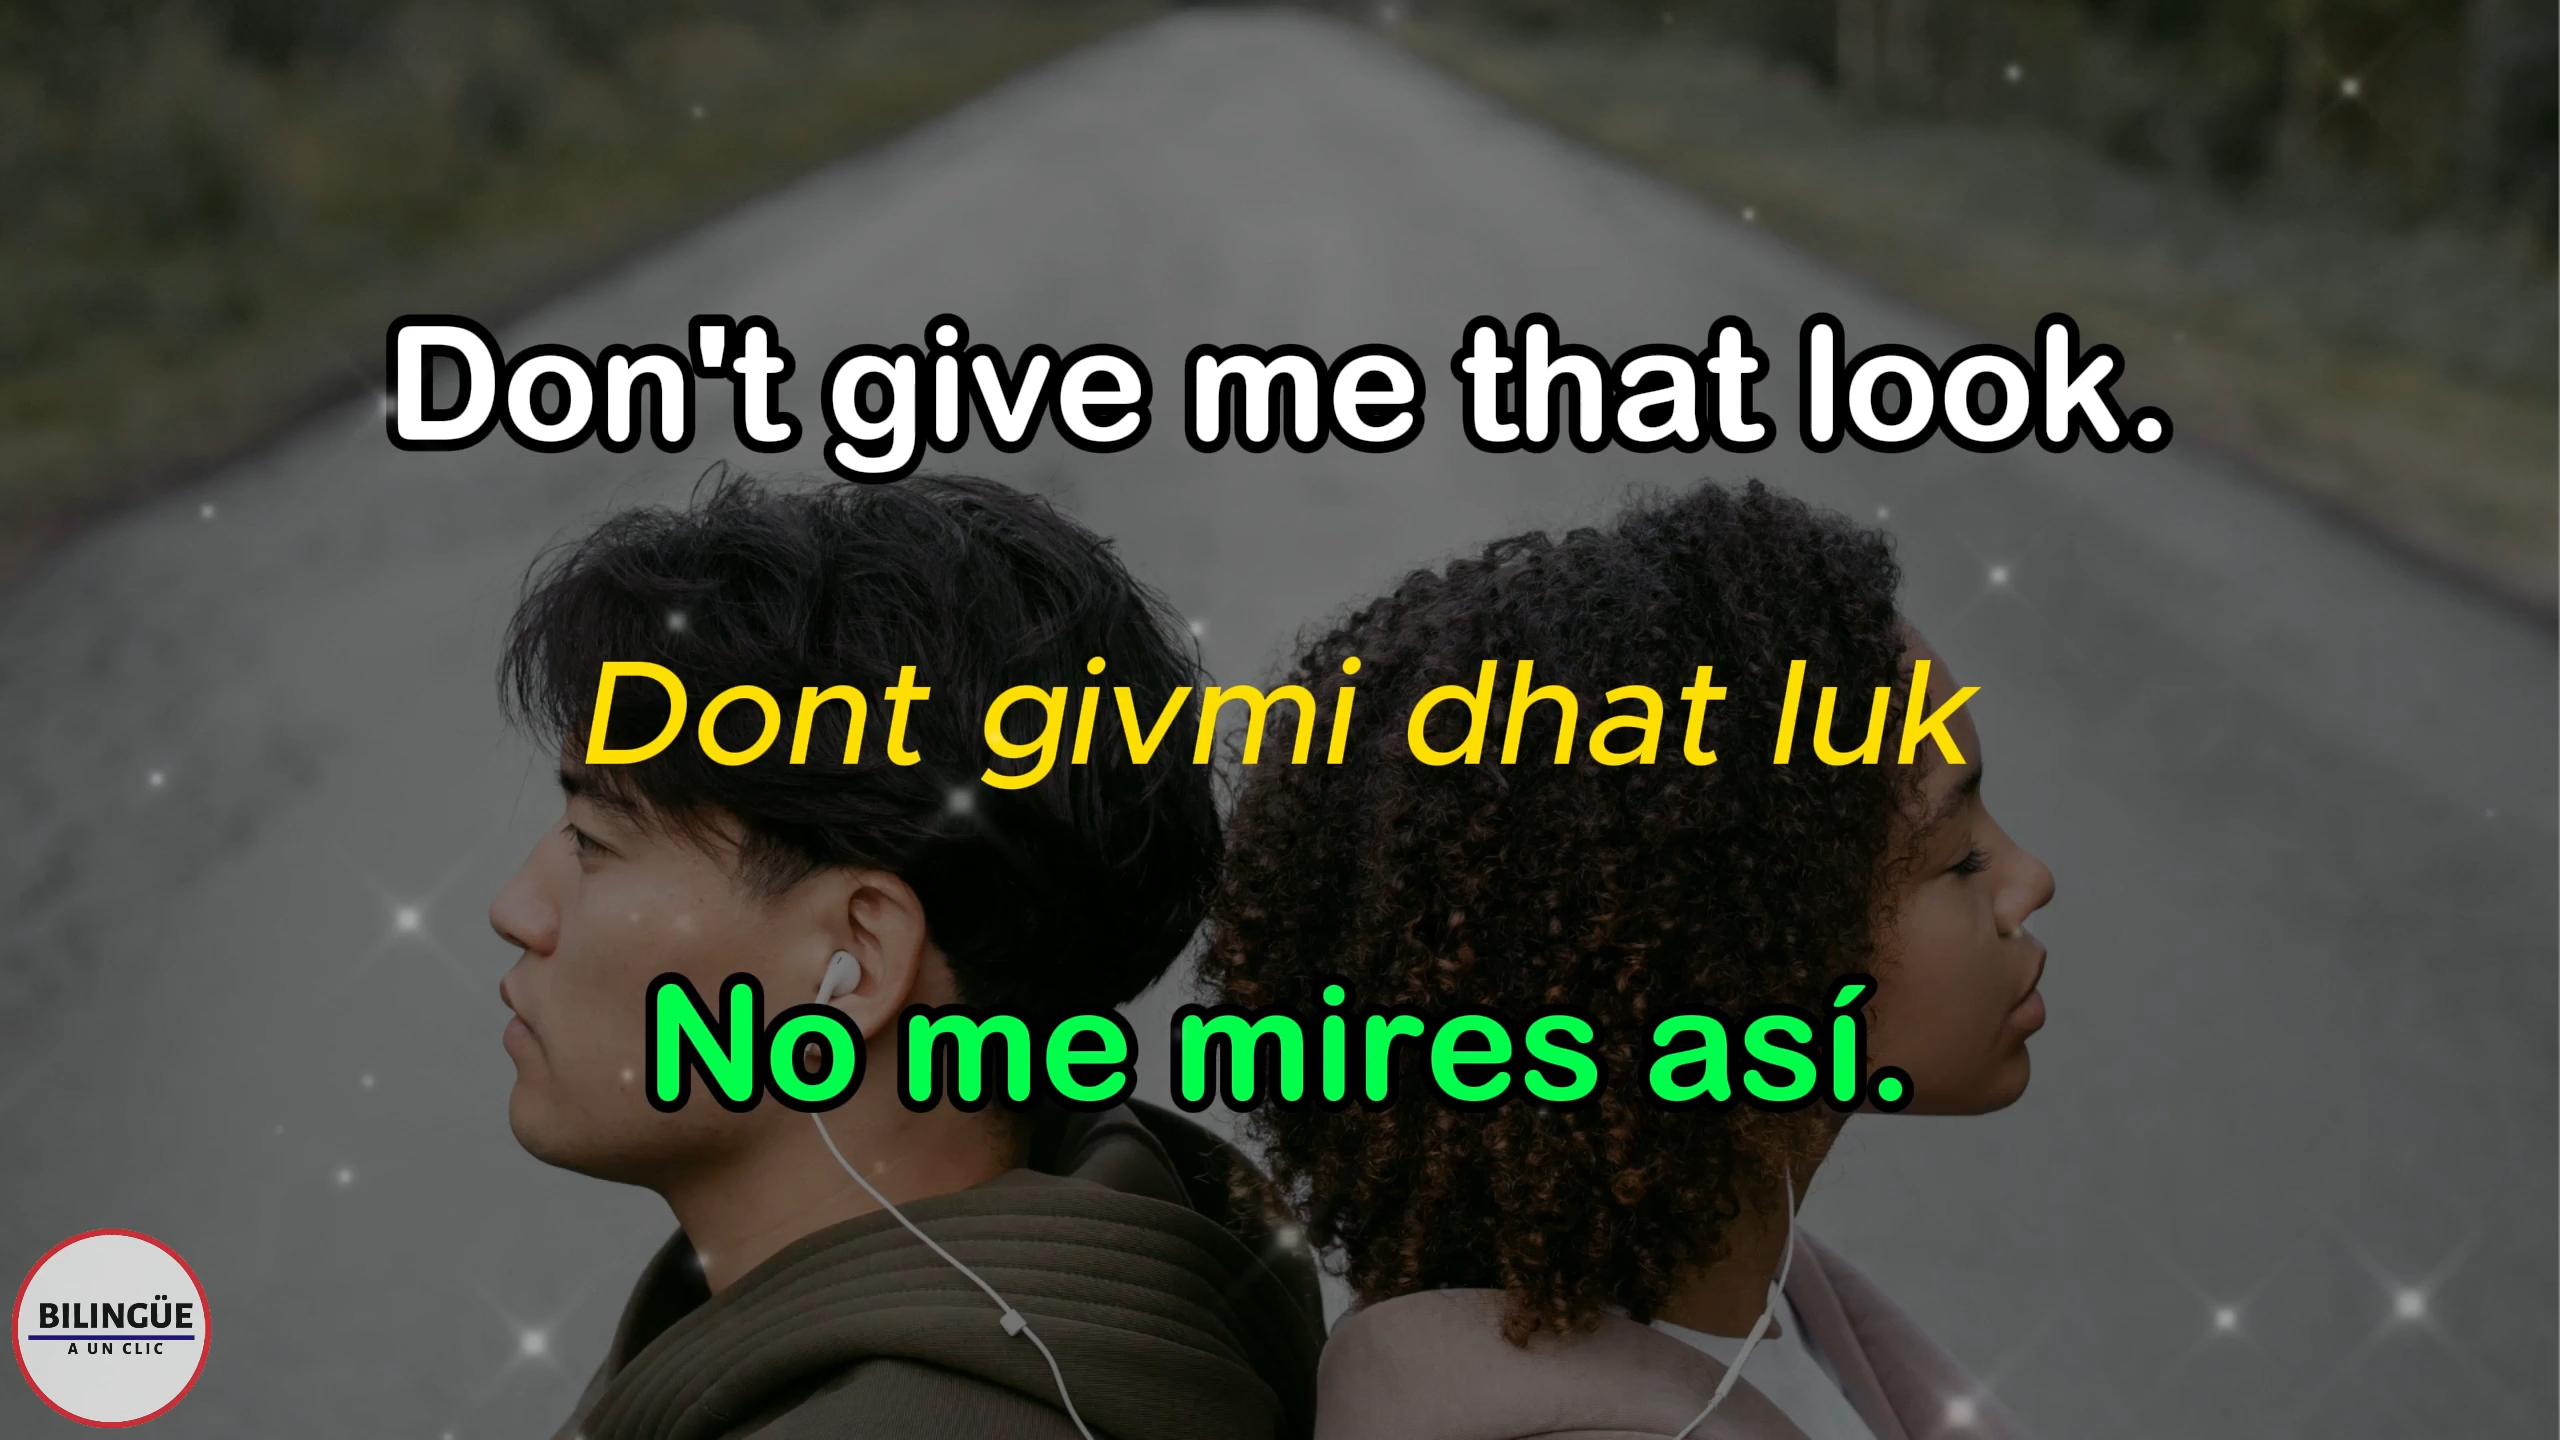 Don't give me that look.
Dont givmi dhat luk
No me mires así.
BILINGÜE
A UN CLIC